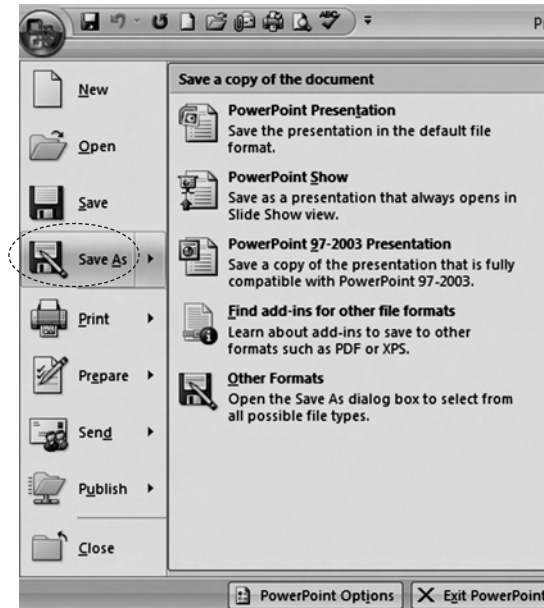 ABC
P
New
Open
Save
Save As
Print
Prepare
Send
Publish
Close
Save a copy of the document
PowerPoint Presentation
Save the presentation in the default file
format.
PowerPoint Show
Save as a presentation that always opens in
Slide Show view.
PowerPoint 97-2003 Presentation
Save a copy of the presentation that is fully
compatible with PowerPoint 97-2003.
Find add-ins for other file formats
Learn about add-ins to save to other
formats such as PDF or XPS.
Other Formats
Open the Save As dialog box to select from
all possible file types.
PowerPoint Options
Exit PowerPoint